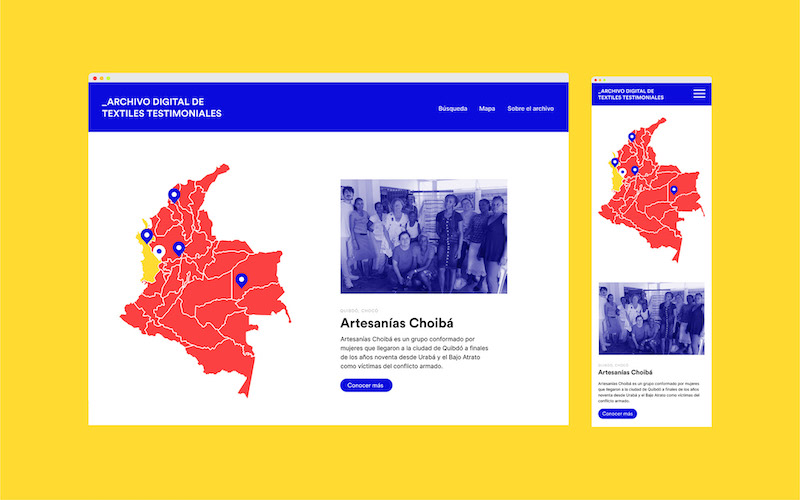 _ARCHIVO DIGITAL DE
TEXTILES TESTIMONIALES
Búsqueda
Mapa
Sobre el archivo
QUIBDÓ, CHOCÓ
Artesanías Choibá
Artesanías Choibá es un grupo conformado por
mujeres que llegaron a la ciudad de Quibdó a finales
de los años noventa desde Urabá y el Bajo Atrato
como víctimas del conflicto armado.
Conocer más
_ARCHIVO DIGITAL DE
TEXTILES TESTIMONIALES
QUIBDÓ, CHOCÓ
Artesanías Choibá
Artesanías Choibá es un grupo conformado por mujeres
que llegaron a la ciudad de Quibdó a finales de los años
noventa desde Urabá y el Bajo Atrato como víctimas del
conflicto armado.
Conocer más